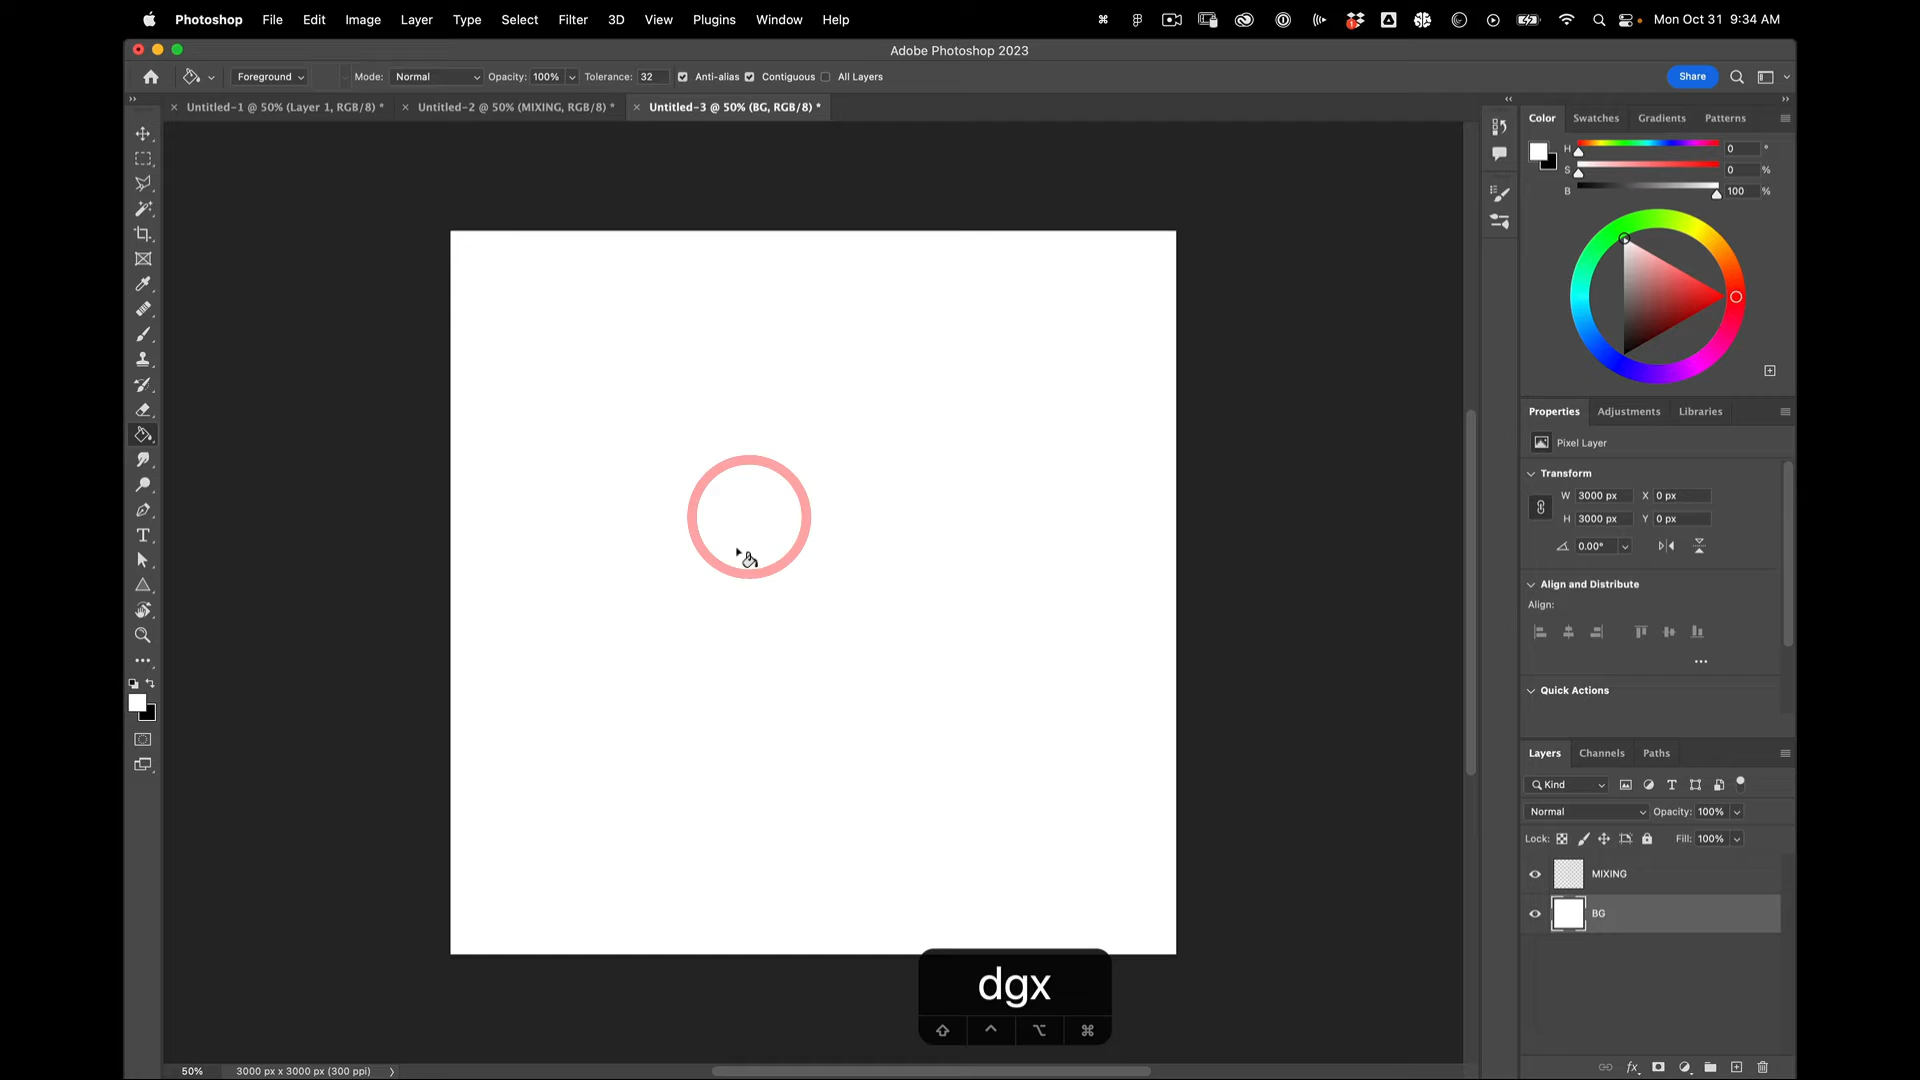 Photoshop File Edit Image Layer Type Select Filter 3D View Plugins Window Help Mon Oct 31 9:34 AM
Adobe Photoshop 2023
Foreground Mode: Normal Opacity: 100% Tolerance: 32 Anti-alias Contiguous All Layers Share
Untitled-1 @ 50% (Layer 1, RGB/8) * Untitled-2 @ 50% (MIXING, RGB/8) * Untitled-3 @ 50% (BG, RGB/8) *
Color Swatches Gradients Patterns
H 0 °
S 0 %
B 100 %
Properties Adjustments Libraries
Pixel Layer
Transform
W 3000 px X 0 px
H 3000 px Y 0 px
0.00°
Align and Distribute
Align:
Quick Actions
Layers Channels Paths
Kind
Normal Opacity: 100%
Lock: Fill: 100%
MIXING
BG
dgx
50% 3000 px x 3000 px (300 ppi)